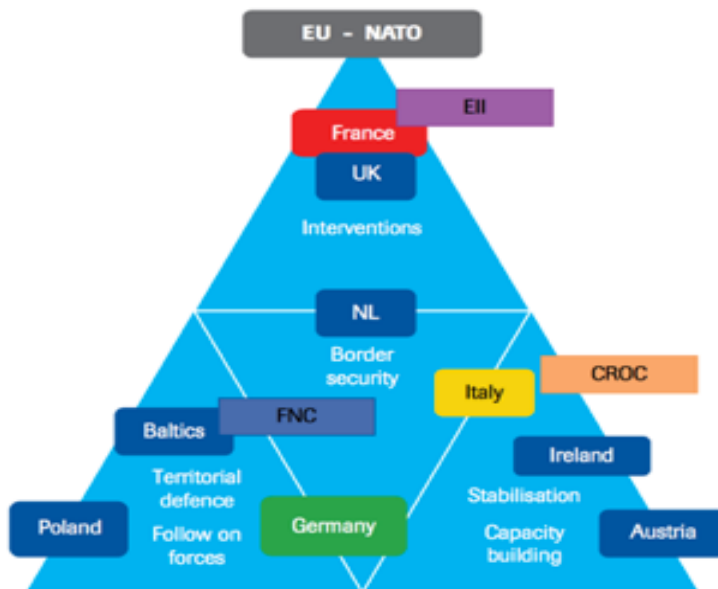 EU - NATO
EII
France
UK
Interventions
NL
Border
security
CROC
Italy
FNC
Baltics
Ireland
Territorial
defence
Stabilisation
Poland
Follow on
forces
Germany
Capacity
building
Austria